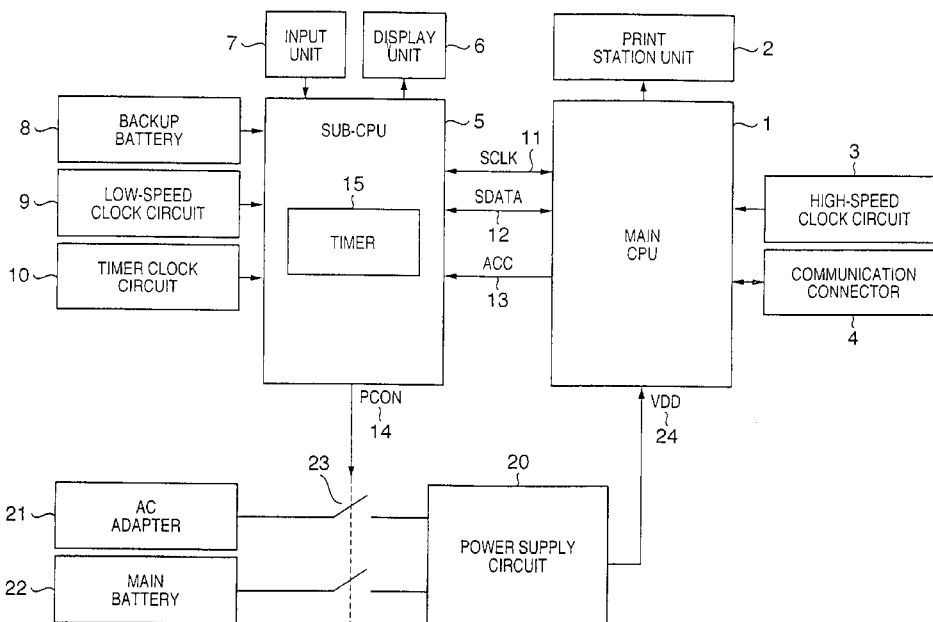 7
INPUT
UNIT
DISPLAY
UNIT
6
PRINT
STATION UNIT
2
8
BACKUP
BATTERY
SUB-CPU
5
1
9
LOW-SPEED
CLOCK CIRCUIT
10
TIMER CLOCK
CIRCUIT
15
TIMER
SCLK
11
SDATA
12
ACC
13
MAIN
CPU
3
HIGH-SPEED
CLOCK CIRCUIT
COMMUNICATION
CONNECTOR
4
PCON
14
VDD
24
23
20
21
AC
ADAPTER
22
MAIN
BATTERY
POWER SUPPLY
CIRCUIT